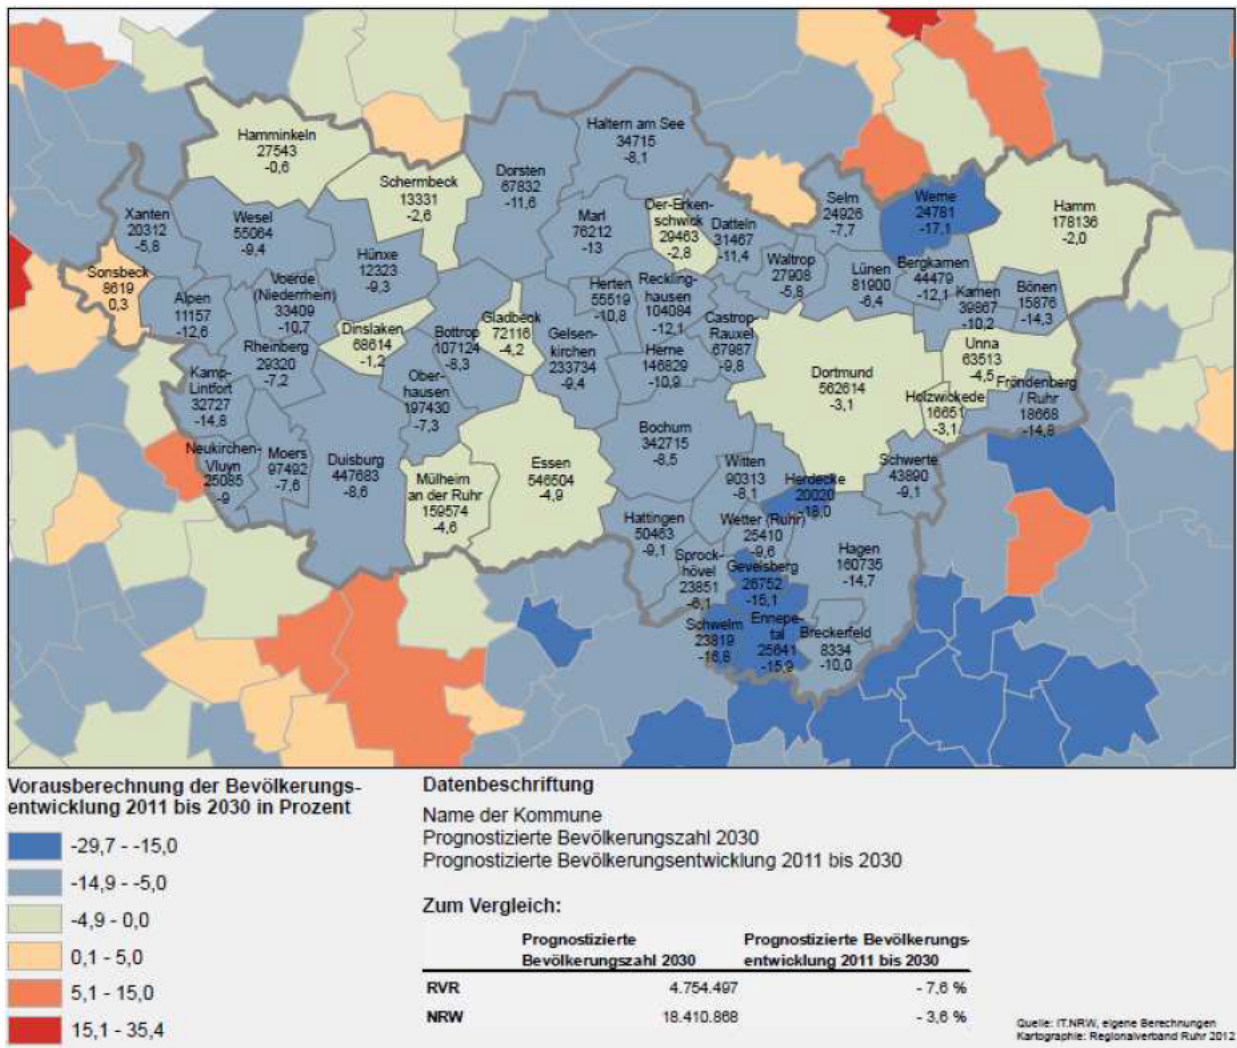 Hamminkeln
27543
-0,6
Haltern am See
34715
-8,1
Schermbeck
13331
-2,6
Dorsten
67832
-11,6
Xanten
20312
-5,8
Wesel
55064
-9,4
Hünxe
12323
-9,3
Marl
76212
-13
Oer-Erken-
schwick
29463
-2,8
Datteln
31467
-11,4
Selm
24926
-7,7
Werne
24781
-17,1
Hamm
178136
-2,0
Sonsbeck
8619
0,3
Alpen
11157
-12,6
Voerde
(Niederrhein)
33409
-10,7
Dinslaken
68614
-1,2
Bottrop
107124
-8,3
Gladbeck
72116
-4,2
Gelsen-
kirchen
233734
-9,4
Herten
55519
-10,8
Reckling-
hausen
104084
-12,1
Castrop-
Rauxel
67987
-9,8
Waltrop
27908
-5,8
Lünen
81900
-6,4
Bergkamen
44479
-12,1
Kamen
39867
-10,2
Bönen
15876
-14,3
Rheinberg
29320
-7,2
Kamp-
Lintfort
32727
-14,8
Ober-
hausen
197430
-7,3
Herne
146829
-10,9
Dortmund
562614
-3,1
Unna
63513
-4,5
Holzwickede
16651
-3,1
Fröndenberg
/ Ruhr
18668
-14,8
Neukirchen-
Vluyn
25085
-9
Moers
97492
-7,6
Duisburg
447683
-8,6
Mülheim
an der Ruhr
159574
-4,6
Essen
546504
-4,9
Bochum
342715
-8,5
Witten
90313
-8,1
Herdecke
20020
-18,0
Schwerte
43890
-9,1
Hattingen
50463
-9,1
Wetter (Ruhr)
25410
-9,6
Hagen
160735
-14,7
Sprock-
hövel
23851
-6,1
Gevelsberg
26752
-15,1
Schwelm
23819
-16,8
Ennepe-
tal
25641
-15,9
Breckerfeld
8334
-10,0
Vorausberechnung der Bevölkerungs-
entwicklung 2011 bis 2030 in Prozent
-29,7 - -15,0
-14,9 - -5,0
-4,9 - 0,0
0,1 - 5,0
5,1 - 15,0
15,1 - 35,4
Datenbeschriftung
Name der Kommune
Prognostizierte Bevölkerungszahl 2030
Prognostizierte Bevölkerungsentwicklung 2011 bis 2030
Zum Vergleich:
Prognostizierte Prognostizierte Bevölkerungs-
Bevölkerungszahl 2030 entwicklung 2011 bis 2030
RVR 4.754.497 - 7,6 %
NRW 18.410.868 - 3,6 %
Quelle: IT.NRW, eigene Berechnungen
Kartographie: Regionalverband Ruhr 2012